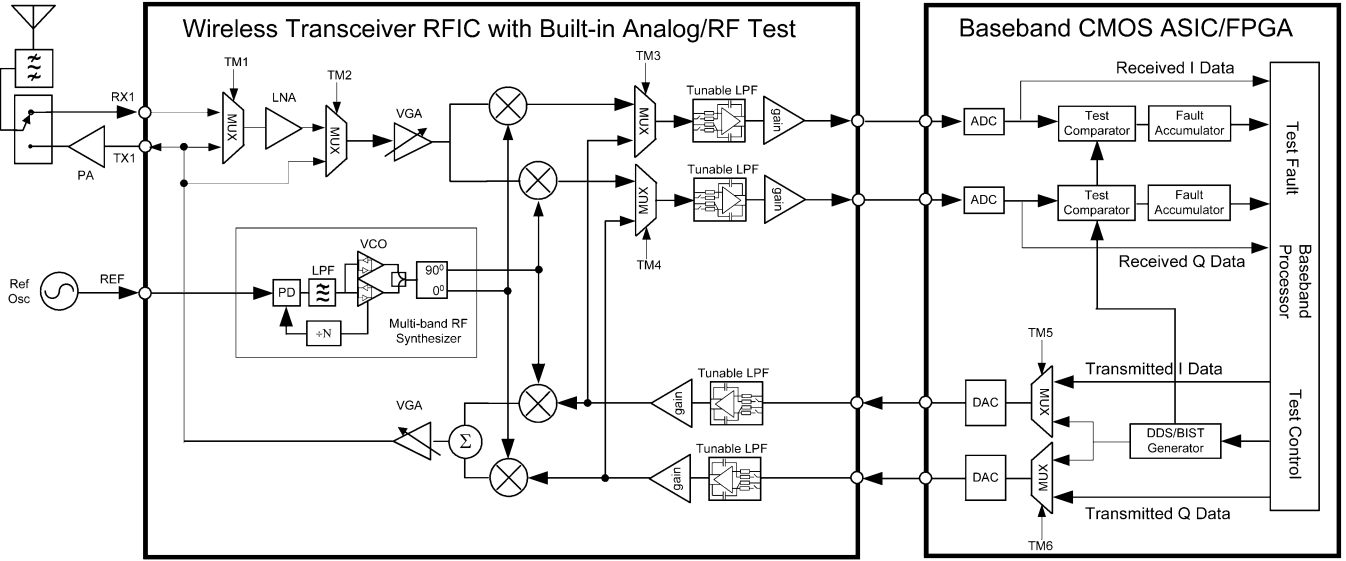 Wireless Transceiver RFIC with Built-in Analog/RF Test
Baseband CMOS ASIC/FPGA
TM1
TM2
TM3
RX1
TX1
PA
MUX
LNA
MUX
VGA
MUX
Tunable LPF
gain
MUX
TM4
Tunable LPF
gain
Ref
Osc
REF
PD
LPF
VCO
90⁰
0⁰
÷N
Multi-band RF
Synthesizer
VGA
Σ
gain
Tunable LPF
gain
Tunable LPF
Received I Data
ADC
Test
Comparator
Fault
Accumulator
ADC
Test
Comparator
Fault
Accumulator
Received Q Data
TM5
Transmitted I Data
DAC
MUX
DDS/BIST
Generator
DAC
MUX
Transmitted Q Data
TM6
Test Fault
Baseband
Processor
Test Control